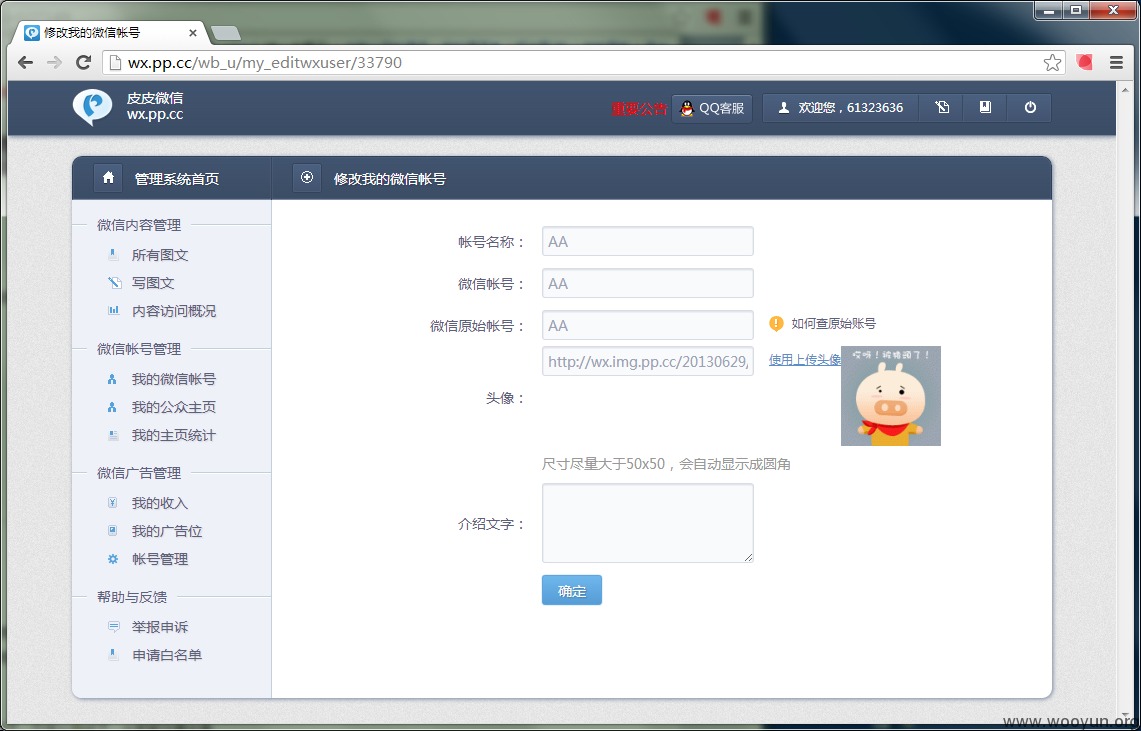 修改我的微信帐号
wx.pp.cc/wb_u/my_editwxuser/33790
皮皮微信
wx.pp.cc
重要公告
QQ客服
欢迎您，61323636
管理系统首页
修改我的微信帐号
微信内容管理
所有图文
写图文
内容访问概况
微信帐号管理
我的微信帐号
我的公众主页
我的主页统计
微信广告管理
我的收入
我的广告位
帐号管理
帮助与反馈
举报申诉
申请白名单
帐号名称：
AA
微信帐号：
AA
微信原始帐号：
AA
如何查原始账号
http://wx.img.pp.cc/20130629,
使用上传头像
哎呀！被猜硕了！
头像：
尺寸尽量大于50x50，会自动显示成圆角
介绍文字：
确定
www.wooyun.org